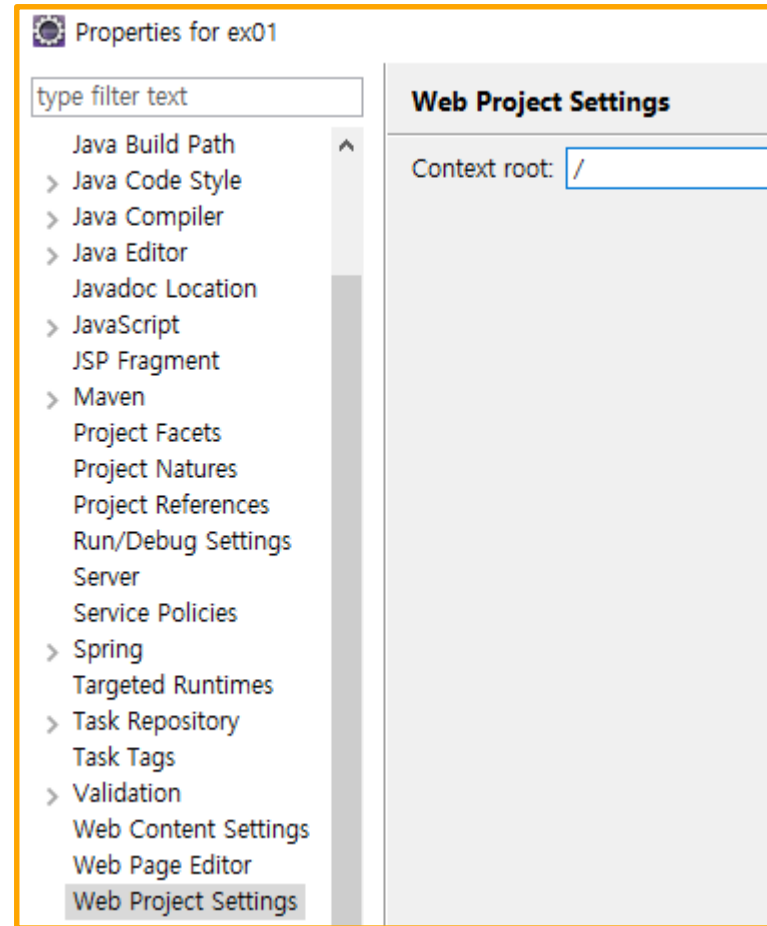 Properties for ex01
type filter text
Java Build Path
Java Code Style
Java Compiler
Java Editor
Javadoc Location
JavaScript
JSP Fragment
Maven
Project Facets
Project Natures
Project References
Run/Debug Settings
Server
Service Policies
Spring
Targeted Runtimes
Task Repository
Task Tags
Validation
Web Content Settings
Web Page Editor
Web Project Settings
Web Project Settings
Context root: /